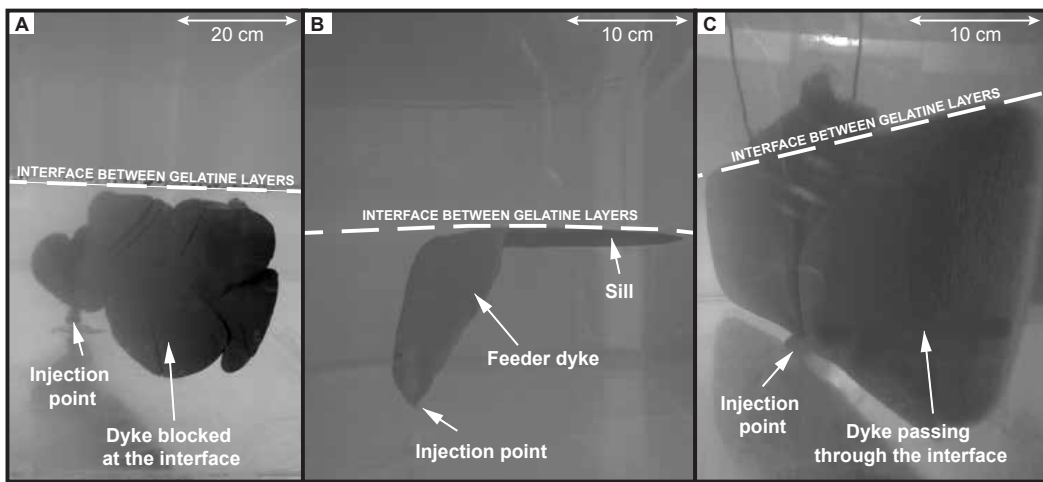 A
20 cm
INTERFACE BETWEEN GELATINE LAYERS
Injection
point
Dyke blocked
at the interface
B
10 cm
INTERFACE BETWEEN GELATINE LAYERS
Sill
Feeder dyke
Injection point
C
10 cm
INTERFACE BETWEEN GELATINE LAYERS
Injection
point
Dyke passing
through the interface